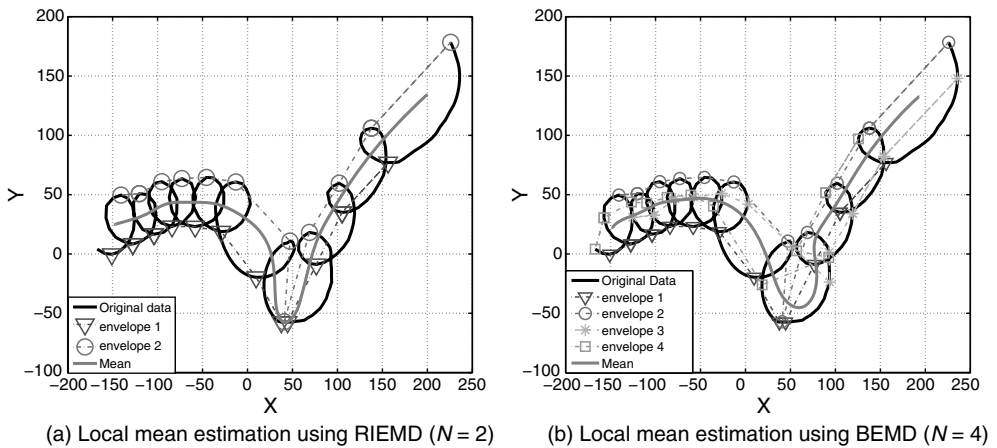 200
150
100
50
0
−50
−100
−200
−150
−100
−50
0
50
100
150
200
250
Y
X
Original data
envelope 1
envelope 2
Mean
(a) Local mean estimation using RIEMD (N = 2)
200
150
100
50
0
−50
−100
−200
−150
−100
−50
0
50
100
150
200
250
Y
X
Original Data
envelope 1
envelope 2
envelope 3
envelope 4
Mean
(b) Local mean estimation using BEMD (N = 4)